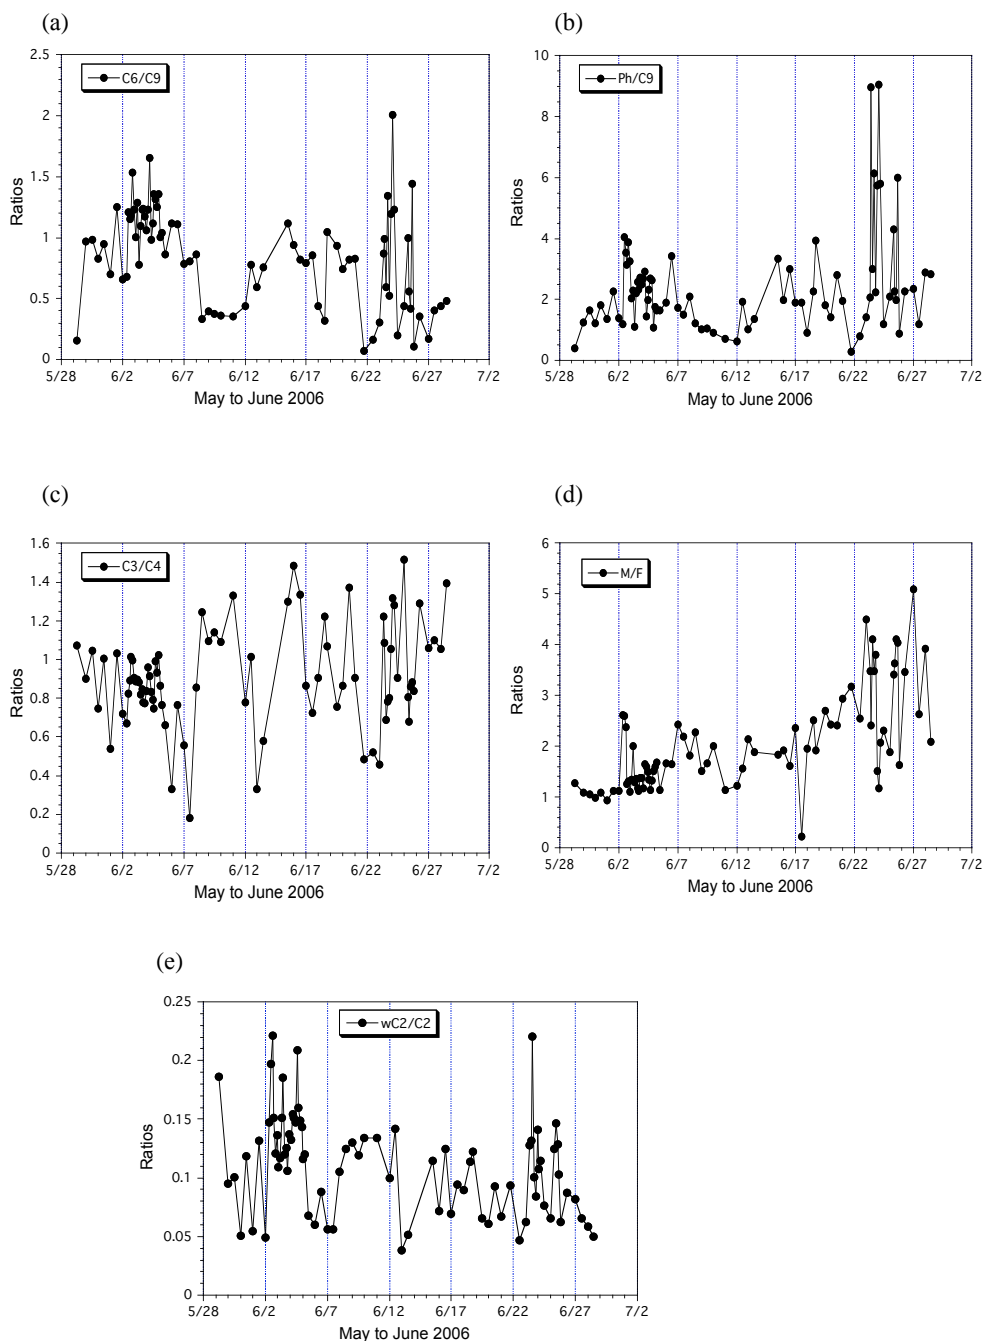 (a)
2.5
2
1.5
1
0.5
0
Ratios
C6/C9
5/28 6/2 6/7 6/12 6/17 6/22 6/27 7/2
May to June 2006
(b)
10
8
6
4
2
0
Ratios
Ph/C9
5/28 6/2 6/7 6/12 6/17 6/22 6/27 7/2
May to June 2006
(c)
1.6
1.4
1.2
1
0.8
0.6
0.4
0.2
0
Ratios
C3/C4
5/28 6/2 6/7 6/12 6/17 6/22 6/27 7/2
May to June 2006
(d)
6
5
4
3
2
1
0
Ratios
M/F
5/28 6/2 6/7 6/12 6/17 6/22 6/27 7/2
May to June 2006
(e)
0.25
0.2
0.15
0.1
0.05
0
Ratios
wC2/C2
5/28 6/2 6/7 6/12 6/17 6/22 6/27 7/2
May to June 2006